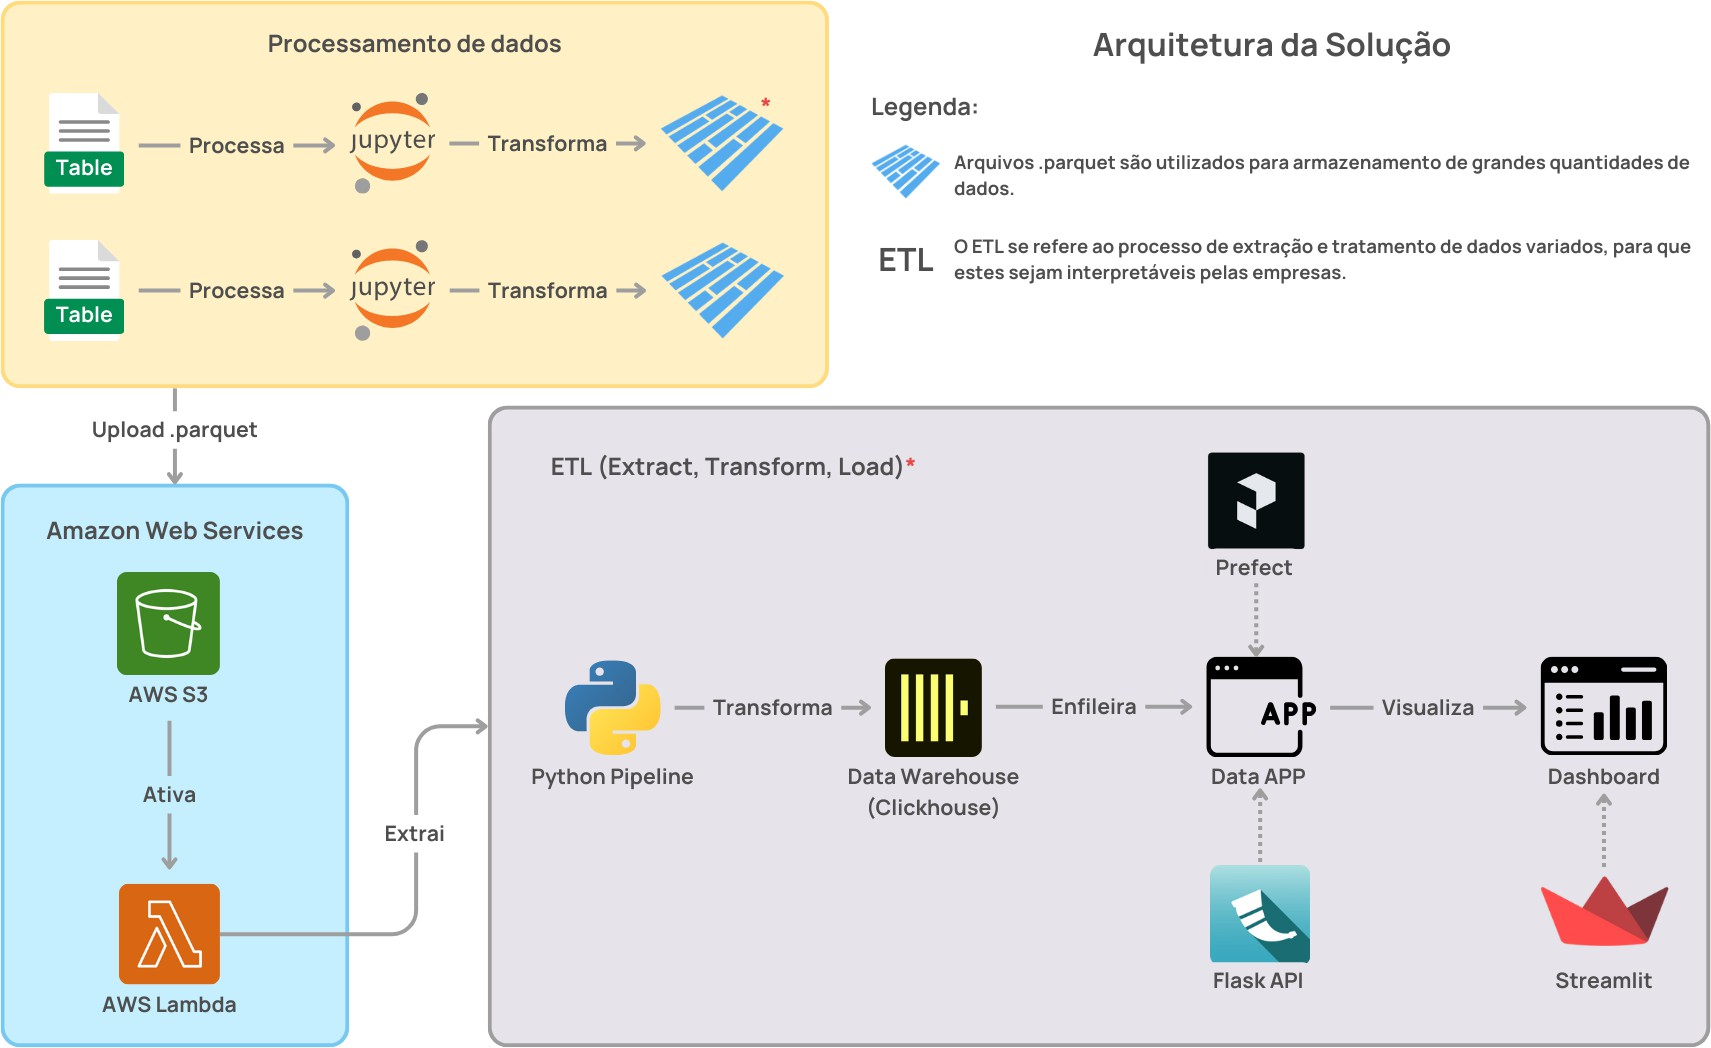 Processamento de dados
Arquitetura da Solução
Legenda:
Table
Processa
jupyter
Transforma
*
Arquivos .parquet são utilizados para armazenamento de grandes quantidades de
dados.
Table
Processa
jupyter
Transforma
ETL
O ETL se refere ao processo de extração e tratamento de dados variados, para que
estes sejam interpretáveis pelas empresas.
Upload .parquet
Amazon Web Services
AWS S3
Ativa
AWS Lambda
Extrai
ETL (Extract, Transform, Load)*
Prefect
Python Pipeline
Transforma
Data Warehouse
(Clickhouse)
Enfileira
APP
Data APP
Visualiza
Dashboard
Flask API
Streamlit